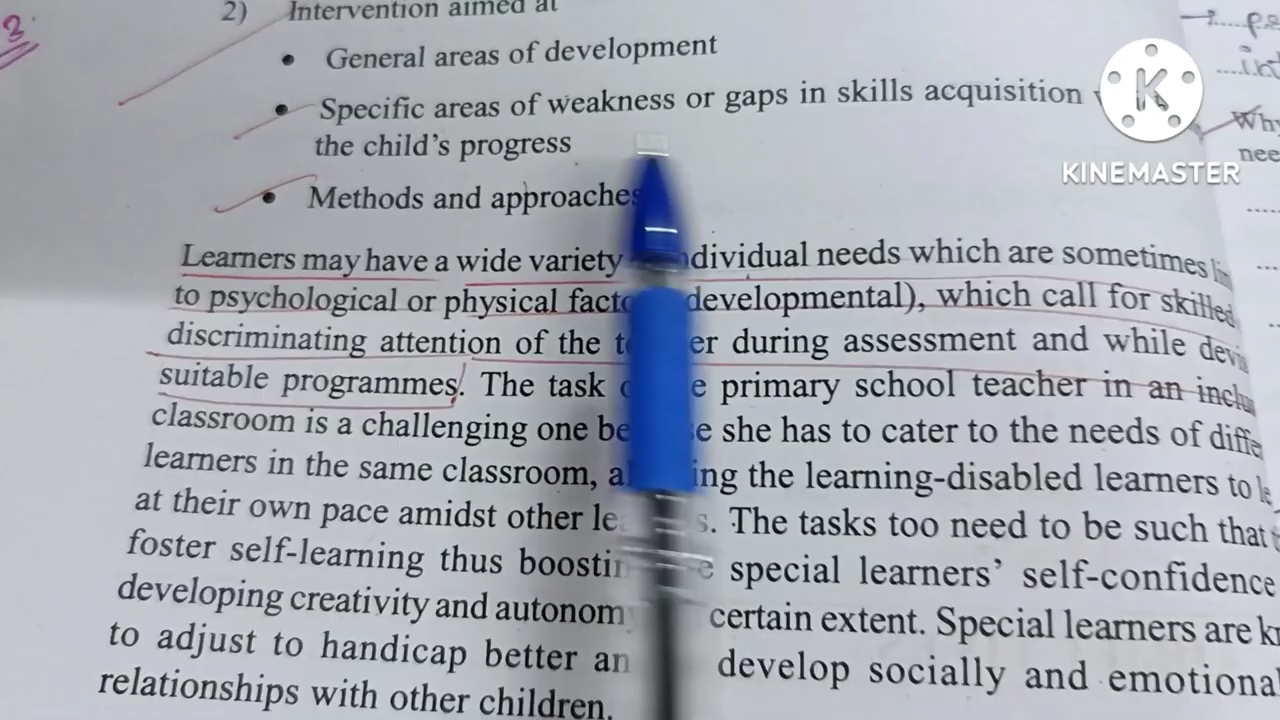 3
2) Intervention aimed at
• General areas of development
• Specific areas of weakness or gaps in skills acquisition
the child's progress
• Methods and approaches
Learners may have a wide variety individual needs which are sometimes
to psychological or physical developmental), which call for skilled
discriminating attention of the during assessment and while
suitable programmes. The task primary school teacher in an
classroom is a challenging one she has to cater to the needs of
learners in the same classroom, the learning-disabled learners to
at their own pace amidst other The tasks too need to be such that
foster self-learning thus special learners' self-confidence
developing creativity and certain extent. Special learners are
to adjust to handicap better develop socially and
relationships with other children.
K
KINEMASTER
Why